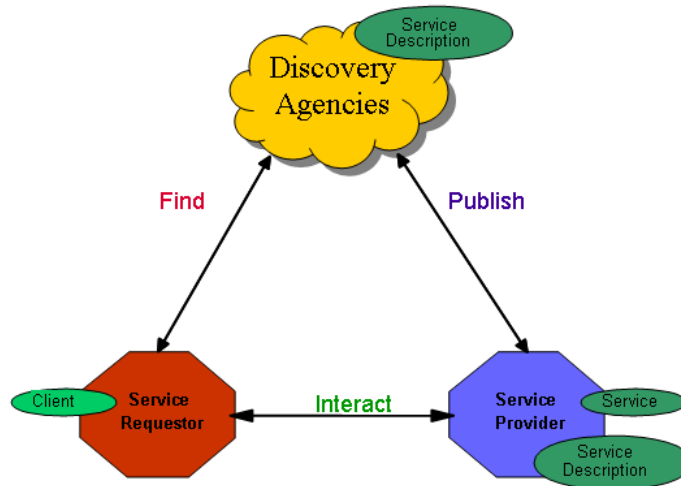 Service
Description
Discovery
Agencies
Find
Publish
Client
Service
Requestor
Interact
Service
Provider
Service
Service
Description